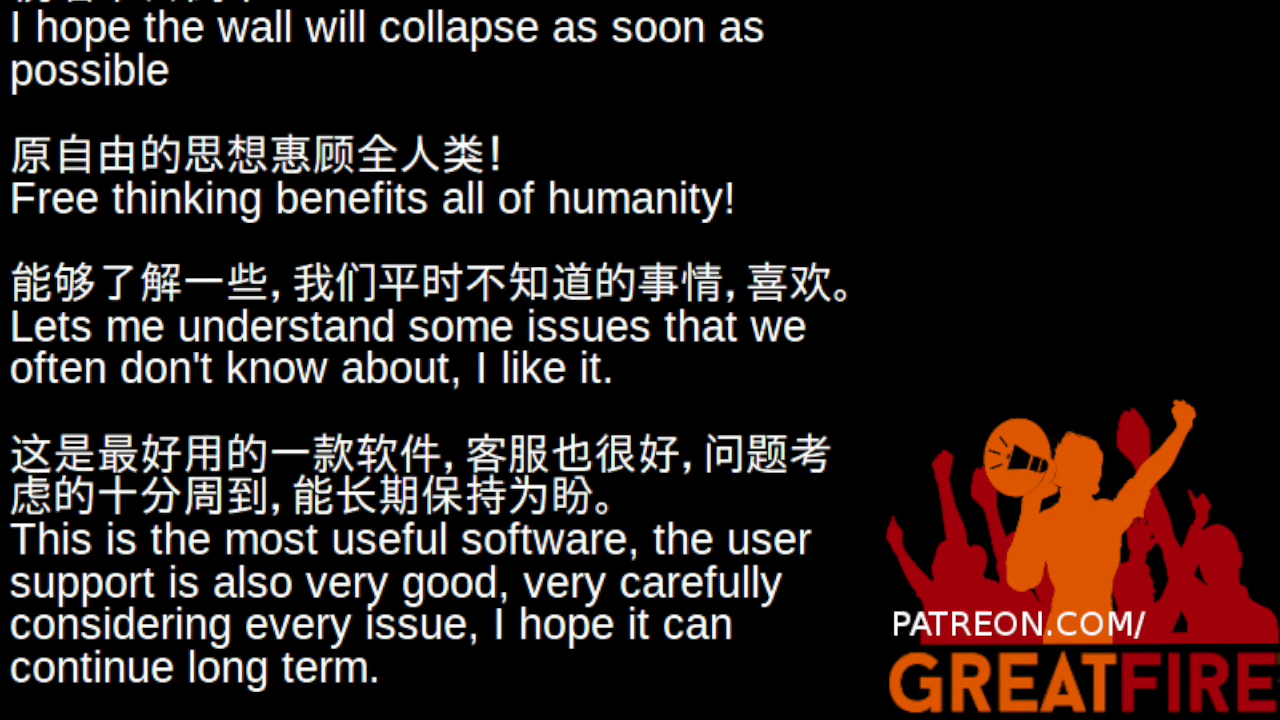 I hope the wall will collapse as soon as
possible
原自由的思想惠顾全人类!
Free thinking benefits all of humanity!
能够了解一些,我们平时不知道的事情,喜欢。
Lets me understand some issues that we
often don't know about, I like it.
这是最好用的一款软件,客服也很好,问题考
虑的十分周到,能长期保持为盼。
This is the most useful software, the user
support is also very good, very carefully
considering every issue, I hope it can
continue long term.
PATREON.COM/
GREATFIRE